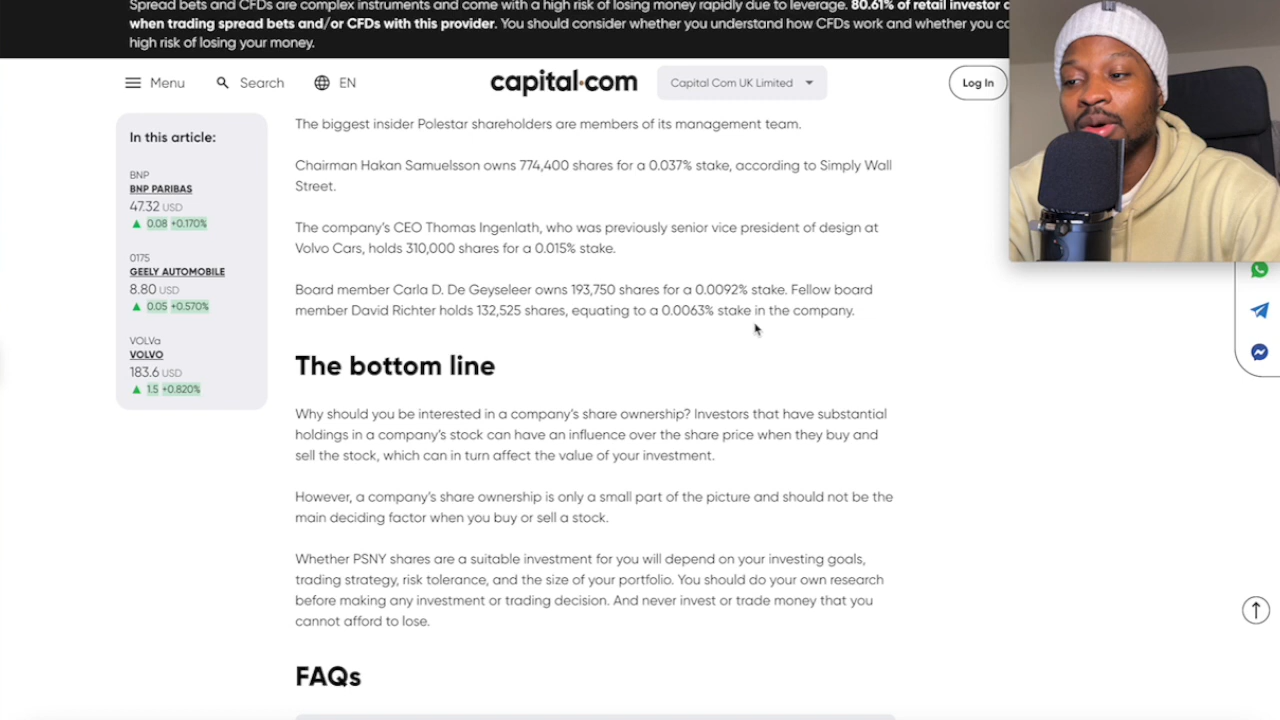 Spread bets and CFDs are complex instruments and come with a high risk of losing money rapidly due to leverage. 80.61% of retail investor
when trading spread bets and/or CFDs with this provider. You should consider whether you understand how CFDs work and whether you
high risk of losing your money.
Menu Search EN capital.com Capital Com UK Limited Log In
In this article:
BNP
BNP PARIBAS
47.32 USD
▲ 0.08 +0.170%
0175
GEELY AUTOMOBILE
8.80 USD
▲ 0.05 +0.570%
VOLVa
VOLVO
183.6 USD
▲ 1.5 +0.820%
The biggest insider Polestar shareholders are members of its management team.
Chairman Hakan Samuelsson owns 774,400 shares for a 0.037% stake, according to Simply Wall
Street.
The company's CEO Thomas Ingenlath, who was previously senior vice president of design at
Volvo Cars, holds 310,000 shares for a 0.015% stake.
Board member Carla D. De Geyseleer owns 193,750 shares for a 0.0092% stake. Fellow board
member David Richter holds 132,525 shares, equating to a 0.0063% stake in the company.
The bottom line
Why should you be interested in a company's share ownership? Investors that have substantial
holdings in a company's stock can have an influence over the share price when they buy and
sell the stock, which can in turn affect the value of your investment.
However, a company's share ownership is only a small part of the picture and should not be the
main deciding factor when you buy or sell a stock.
Whether PSNY shares are a suitable investment for you will depend on your investing goals,
trading strategy, risk tolerance, and the size of your portfolio. You should do your own research
before making any investment or trading decision. And never invest or trade money that you
cannot afford to lose.
FAQs